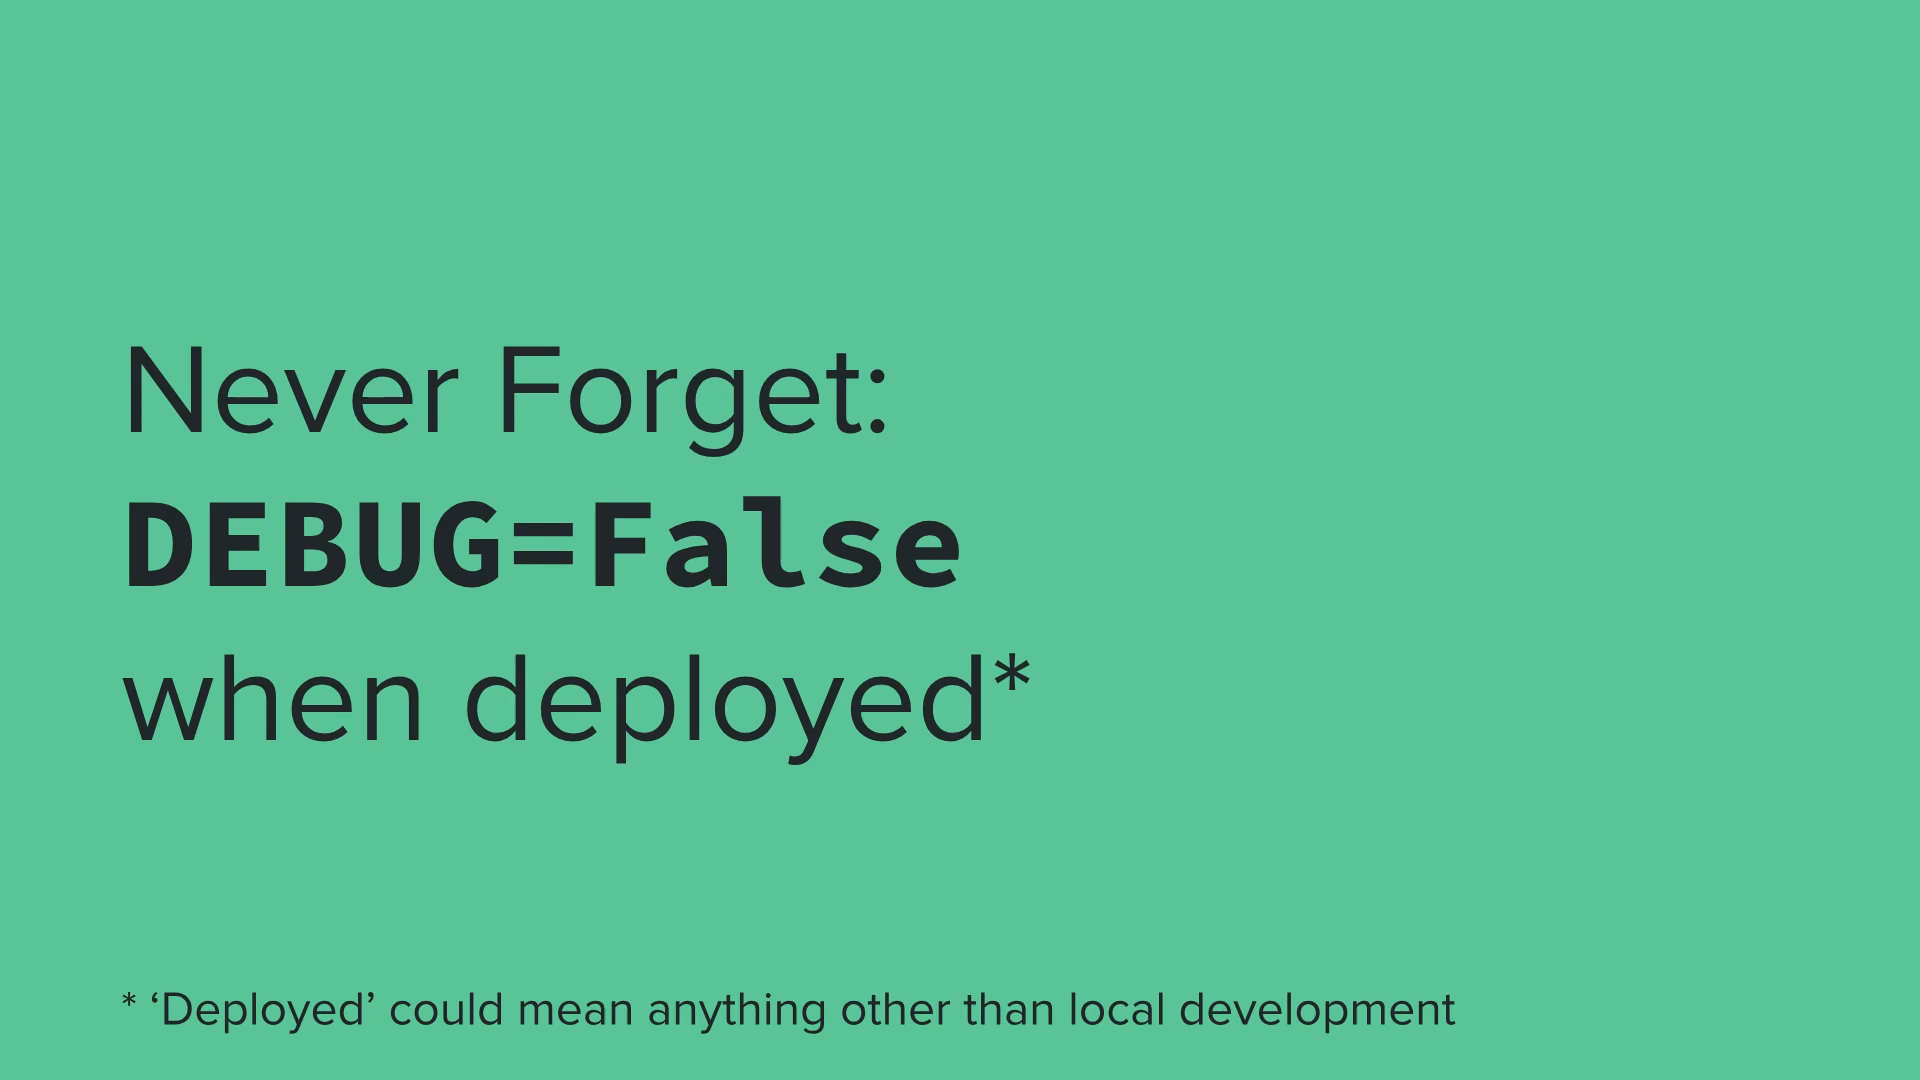 Never Forget:
DEBUG=False
when deployed*
* ‘Deployed’ could mean anything other than local development